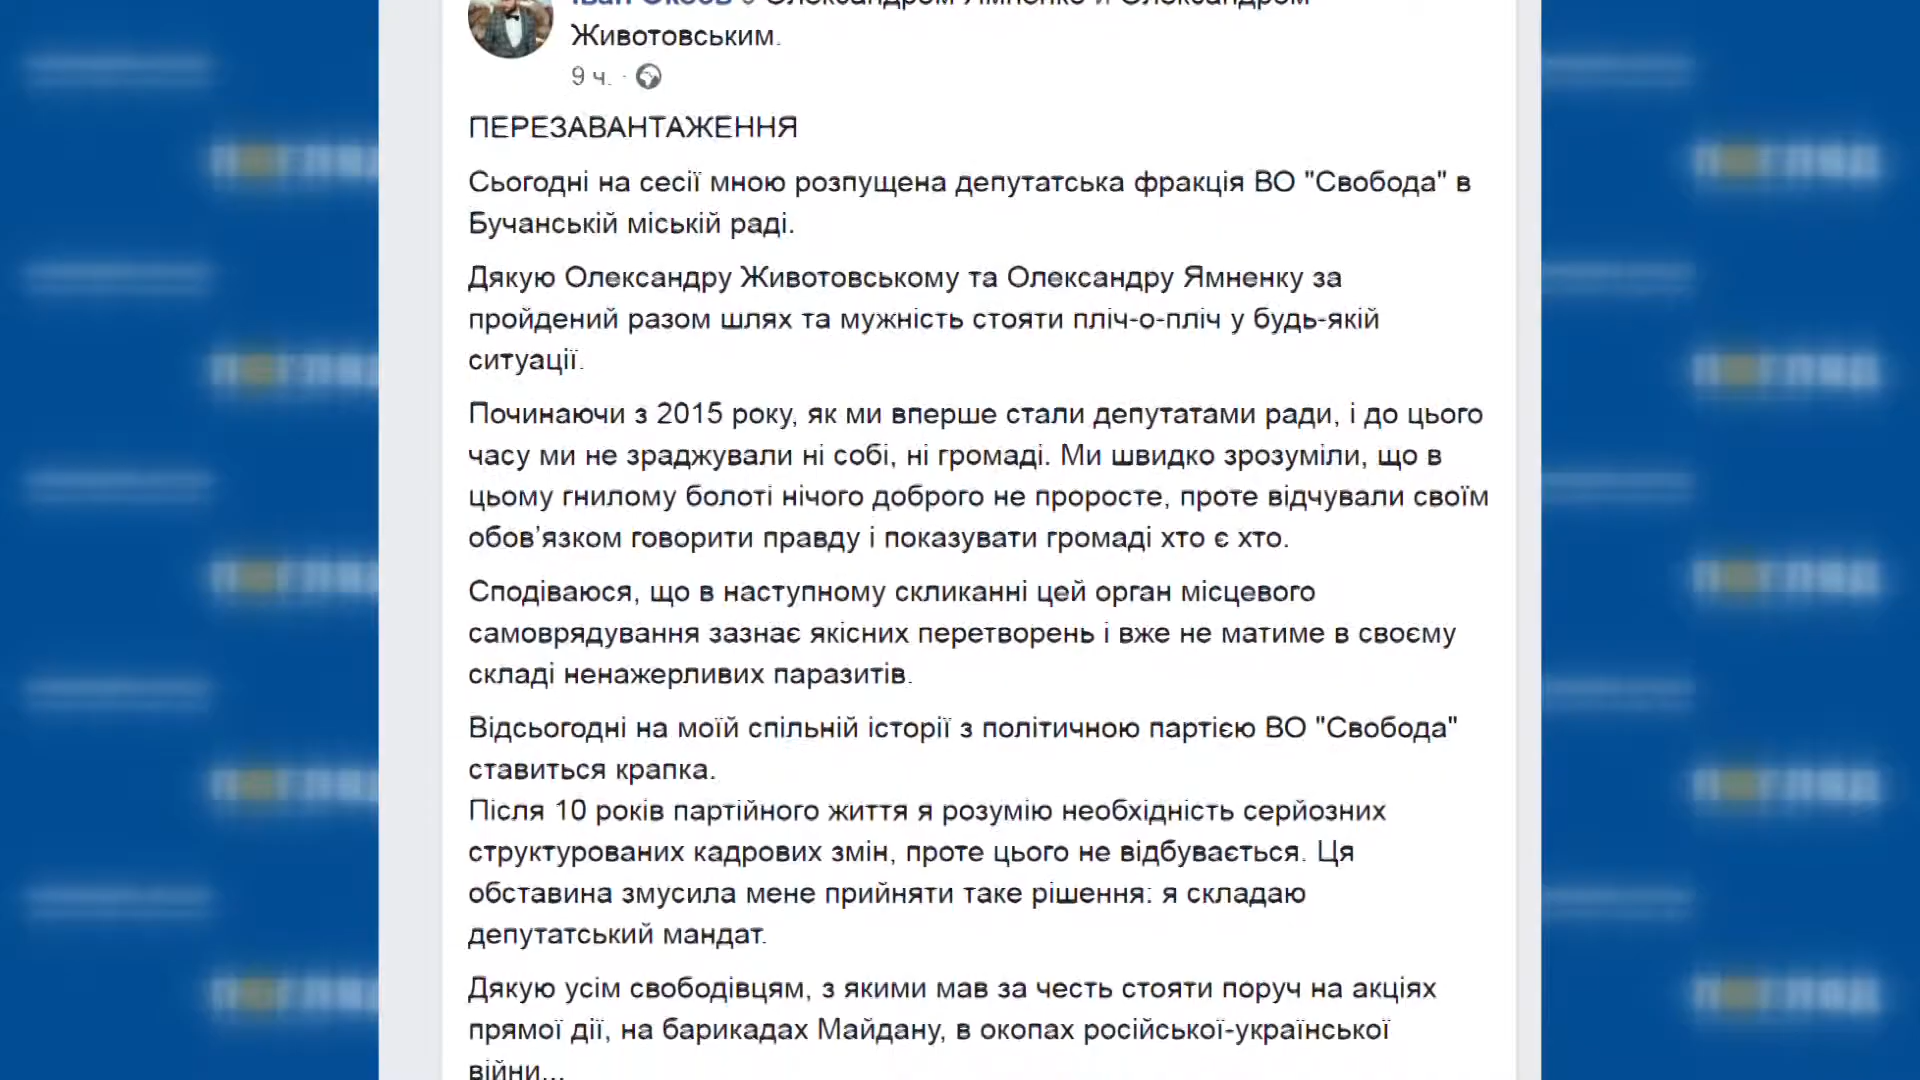 Олександром Ямненко и Олександром
Животовським.
9 ч. ·
ПЕРЕЗАВАНТАЖЕННЯ
Сьогодні на сесії мною розпущена депутатська фракція ВО "Свобода" в
Бучанській міській раді.
Дякую Олександру Животовському та Олександру Ямненку за
пройдений разом шлях та мужність стояти пліч-о-пліч у будь-якій
ситуації.
Починаючи з 2015 року, як ми вперше стали депутатами ради, і до цього
часу ми не зраджували ні собі, ні громаді. Ми швидко зрозуміли, що в
цьому гнилому болоті нічого доброго не проросте, проте відчували своїм
обов’язком говорити правду і показувати громаді хто є хто.
Сподіваюся, що в наступному скликанні цей орган місцевого
самоврядування зазнає якісних перетворень і вже не матиме в своєму
складі ненажерливих паразитів.
Відсьогодні на моїй спільній історії з політичною партією ВО "Свобода"
ставиться крапка.
Після 10 років партійного життя я розумію необхідність серйозних
структурованих кадрових змін, проте цього не відбувається. Ця
обставина змусила мене прийняти таке рішення: я складаю
депутатський мандат.
Дякую усім свободівцям, з якими мав за честь стояти поруч на акціях
прямої дії, на барикадах Майдану, в окопах російської-української
війни...